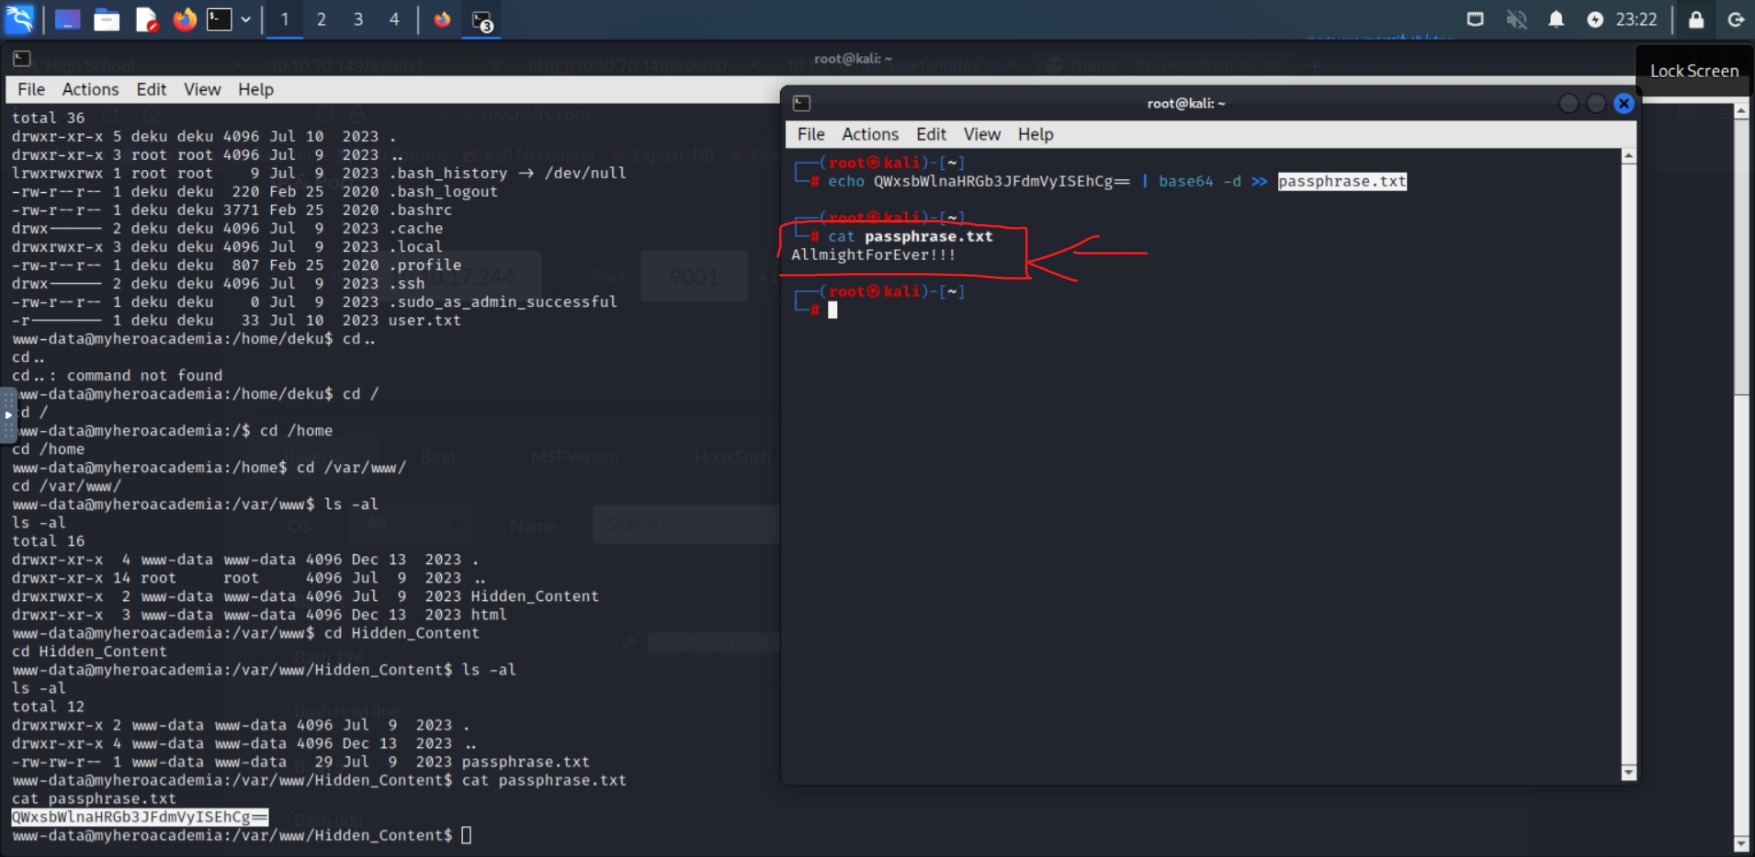 1 2 3 4 3 23:22
root@kali: ~
Lock Screen
File Actions Edit View Help
total 36
drwxr-xr-x 5 deku deku 4096 Jul 10 2023 .
drwxr-xr-x 3 root root 4096 Jul 9 2023 ..
lrwxrwxrwx 1 root root 9 Jul 9 2023 .bash_history → /dev/null
-rw-r--r-- 1 deku deku 220 Feb 25 2020 .bash_logout
-rw-r--r-- 1 deku deku 3771 Feb 25 2020 .bashrc
drwx------ 2 deku deku 4096 Jul 9 2023 .cache
drwxrwxr-x 3 deku deku 4096 Jul 9 2023 .local
-rw-r--r-- 1 deku deku 807 Feb 25 2020 .profile
drwx------ 2 deku deku 4096 Jul 9 2023 .ssh
-rw-r--r-- 1 deku deku 0 Jul 9 2023 .sudo_as_admin_successful
-r-------- 1 deku deku 33 Jul 10 2023 user.txt
www-data@myheroacademia:/home/deku$ cd..
cd..
cd..: command not found
www-data@myheroacademia:/home/deku$ cd /
cd /
www-data@myheroacademia:/$ cd /home
cd /home
www-data@myheroacademia:/home$ cd /var/www/
cd /var/www/
www-data@myheroacademia:/var/www$ ls -al
ls -al
total 16
drwxr-xr-x 4 www-data www-data 4096 Dec 13 2023 .
drwxr-xr-x 14 root root 4096 Jul 9 2023 ..
drwxrwxr-x 2 www-data www-data 4096 Jul 9 2023 Hidden_Content
drwxr-xr-x 3 www-data www-data 4096 Dec 13 2023 html
www-data@myheroacademia:/var/www$ cd Hidden_Content
cd Hidden_Content
www-data@myheroacademia:/var/www/Hidden_Content$ ls -al
ls -al
total 12
drwxrwxr-x 2 www-data www-data 4096 Jul 9 2023 .
drwxr-xr-x 4 www-data www-data 4096 Dec 13 2023 ..
-rw-rw-r-- 1 www-data www-data 29 Jul 9 2023 passphrase.txt
www-data@myheroacademia:/var/www/Hidden_Content$ cat passphrase.txt
cat passphrase.txt
QWxsbWlnaHRGb3JFdmVyISEhCg==
www-data@myheroacademia:/var/www/Hidden_Content$
root@kali: ~
File Actions Edit View Help
(root㉿kali)-[~]
# echo QWxsbWlnaHRGb3JFdmVyISEhCg== | base64 -d >> passphrase.txt
(root㉿kali)-[~]
# cat passphrase.txt
AllmightForEver!!!
(root㉿kali)-[~]
#